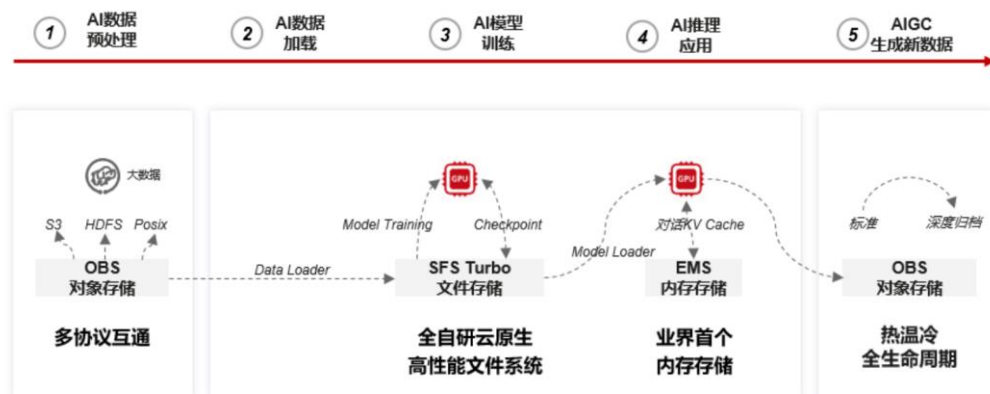 1
AI数据
预处理
2
AI数据
加载
3
AI模型
训练
4
AI推理
应用
5
AIGC
生成新数据
大数据
S3 HDFS Posix
OBS
对象存储
多协议互通
Data Loader
GPU
Model Training
Checkpoint
SFS Turbo
文件存储
全自研云原生
高性能文件系统
Model Loader
GPU
对话KV Cache
EMS
内存存储
业界首个
内存存储
标准
深度归档
OBS
对象存储
热温冷
全生命周期